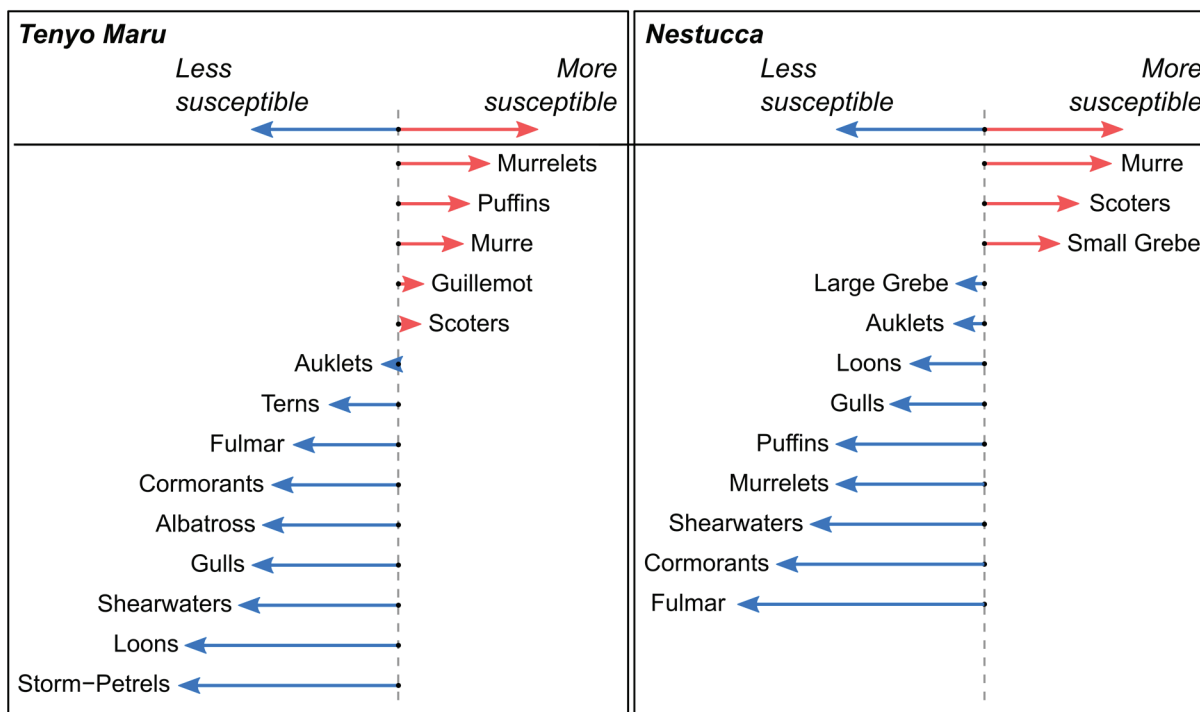 Tenyo Maru
Less
susceptible
More
susceptible
Murrelets
Puffins
Murre
Guillemot
Scoters
Auklets
Terns
Fulmar
Cormorants
Albatross
Gulls
Shearwaters
Loons
Storm−Petrels
Nestucca
Less
susceptible
More
susceptible
Murre
Scoters
Small Grebe
Large Grebe
Auklets
Loons
Gulls
Puffins
Murrelets
Shearwaters
Cormorants
Fulmar